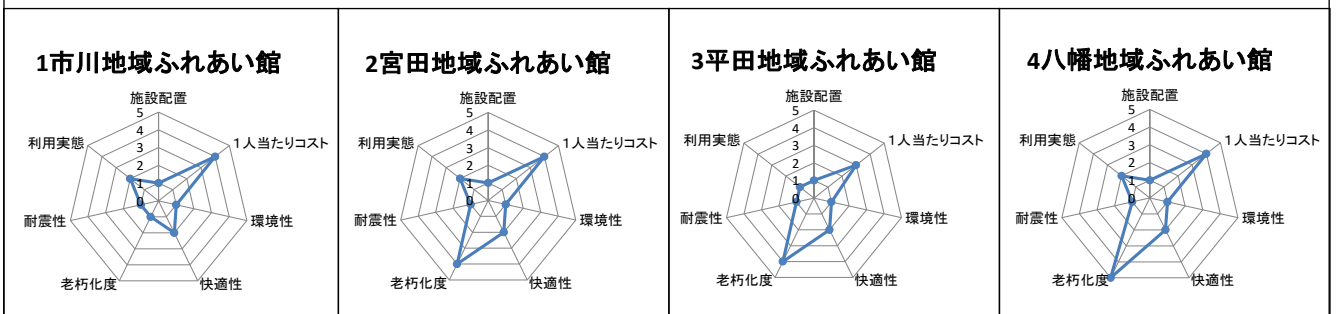 1市川地域ふれあい館
施設配置
5
4
3
2
1
0
1人当たりコスト
環境性
快適性
老朽化度
耐震性
利用実態
2宮田地域ふれあい館
施設配置
5
4
3
2
1
0
1人当たりコスト
環境性
快適性
老朽化度
耐震性
利用実態
3平田地域ふれあい館
施設配置
5
4
3
2
1
0
1人当たりコスト
環境性
快適性
老朽化度
耐震性
利用実態
4八幡地域ふれあい館
施設配置
5
4
3
2
1
0
1人当たりコスト
環境性
快適性
老朽化度
耐震性
利用実態